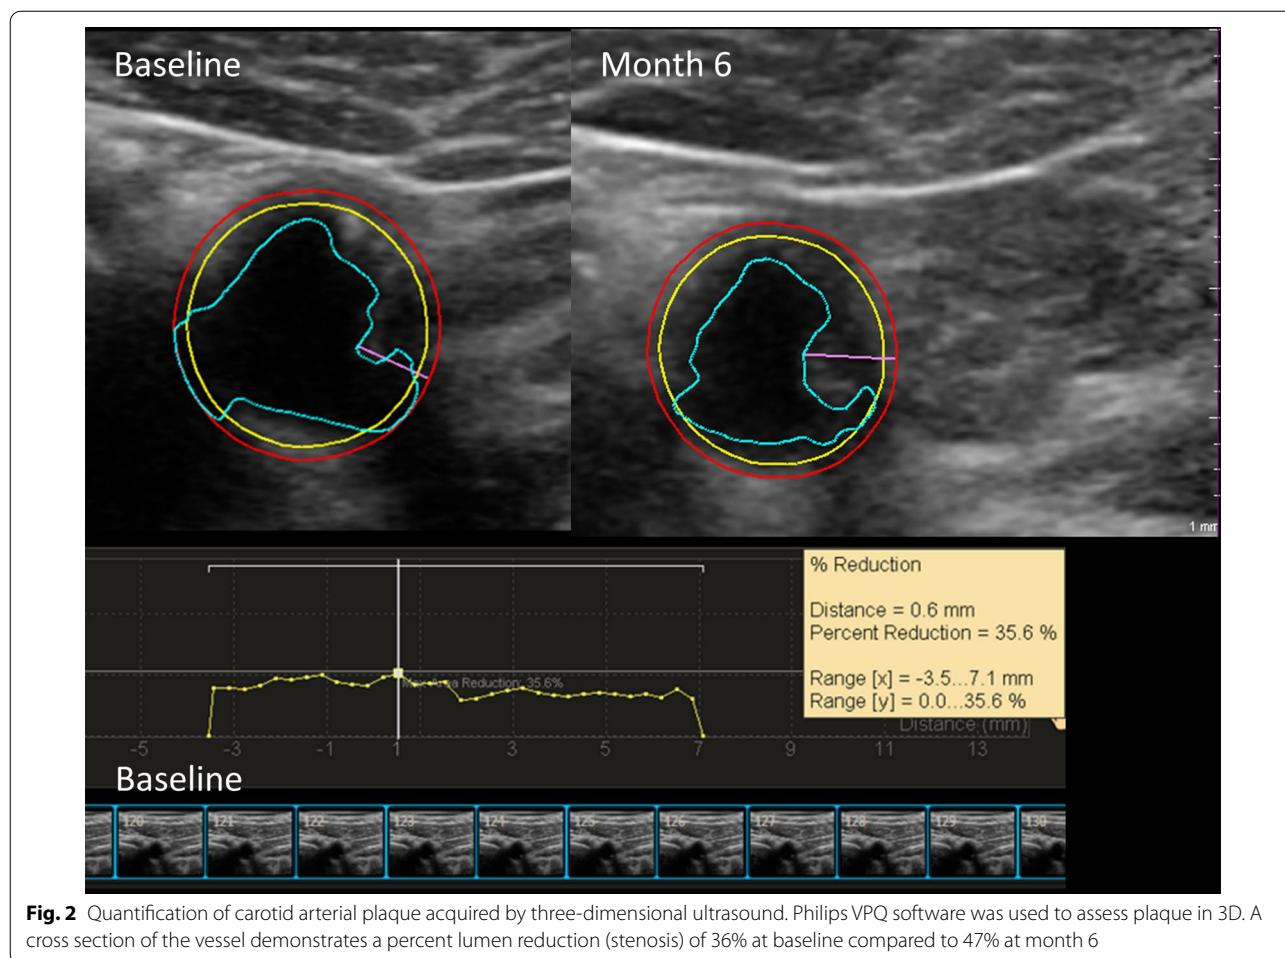 Baseline
Month 6
1 mm
% Reduction
Distance = 0.6 mm
Percent Reduction = 35.6 %
Range [x] = -3.5...7.1 mm
Range [y] = 0.0...35.6 %
Max Area Reduction: 35.6%
Distance (mm)
-5 -3 -1 1 3 5 7 9 11 13
Baseline
120 121 122 123 124 125 126 127 128 129 130
Fig. 2 Quantification of carotid arterial plaque acquired by three-dimensional ultrasound. Philips VPQ software was used to assess plaque in 3D. A
cross section of the vessel demonstrates a percent lumen reduction (stenosis) of 36% at baseline compared to 47% at month 6